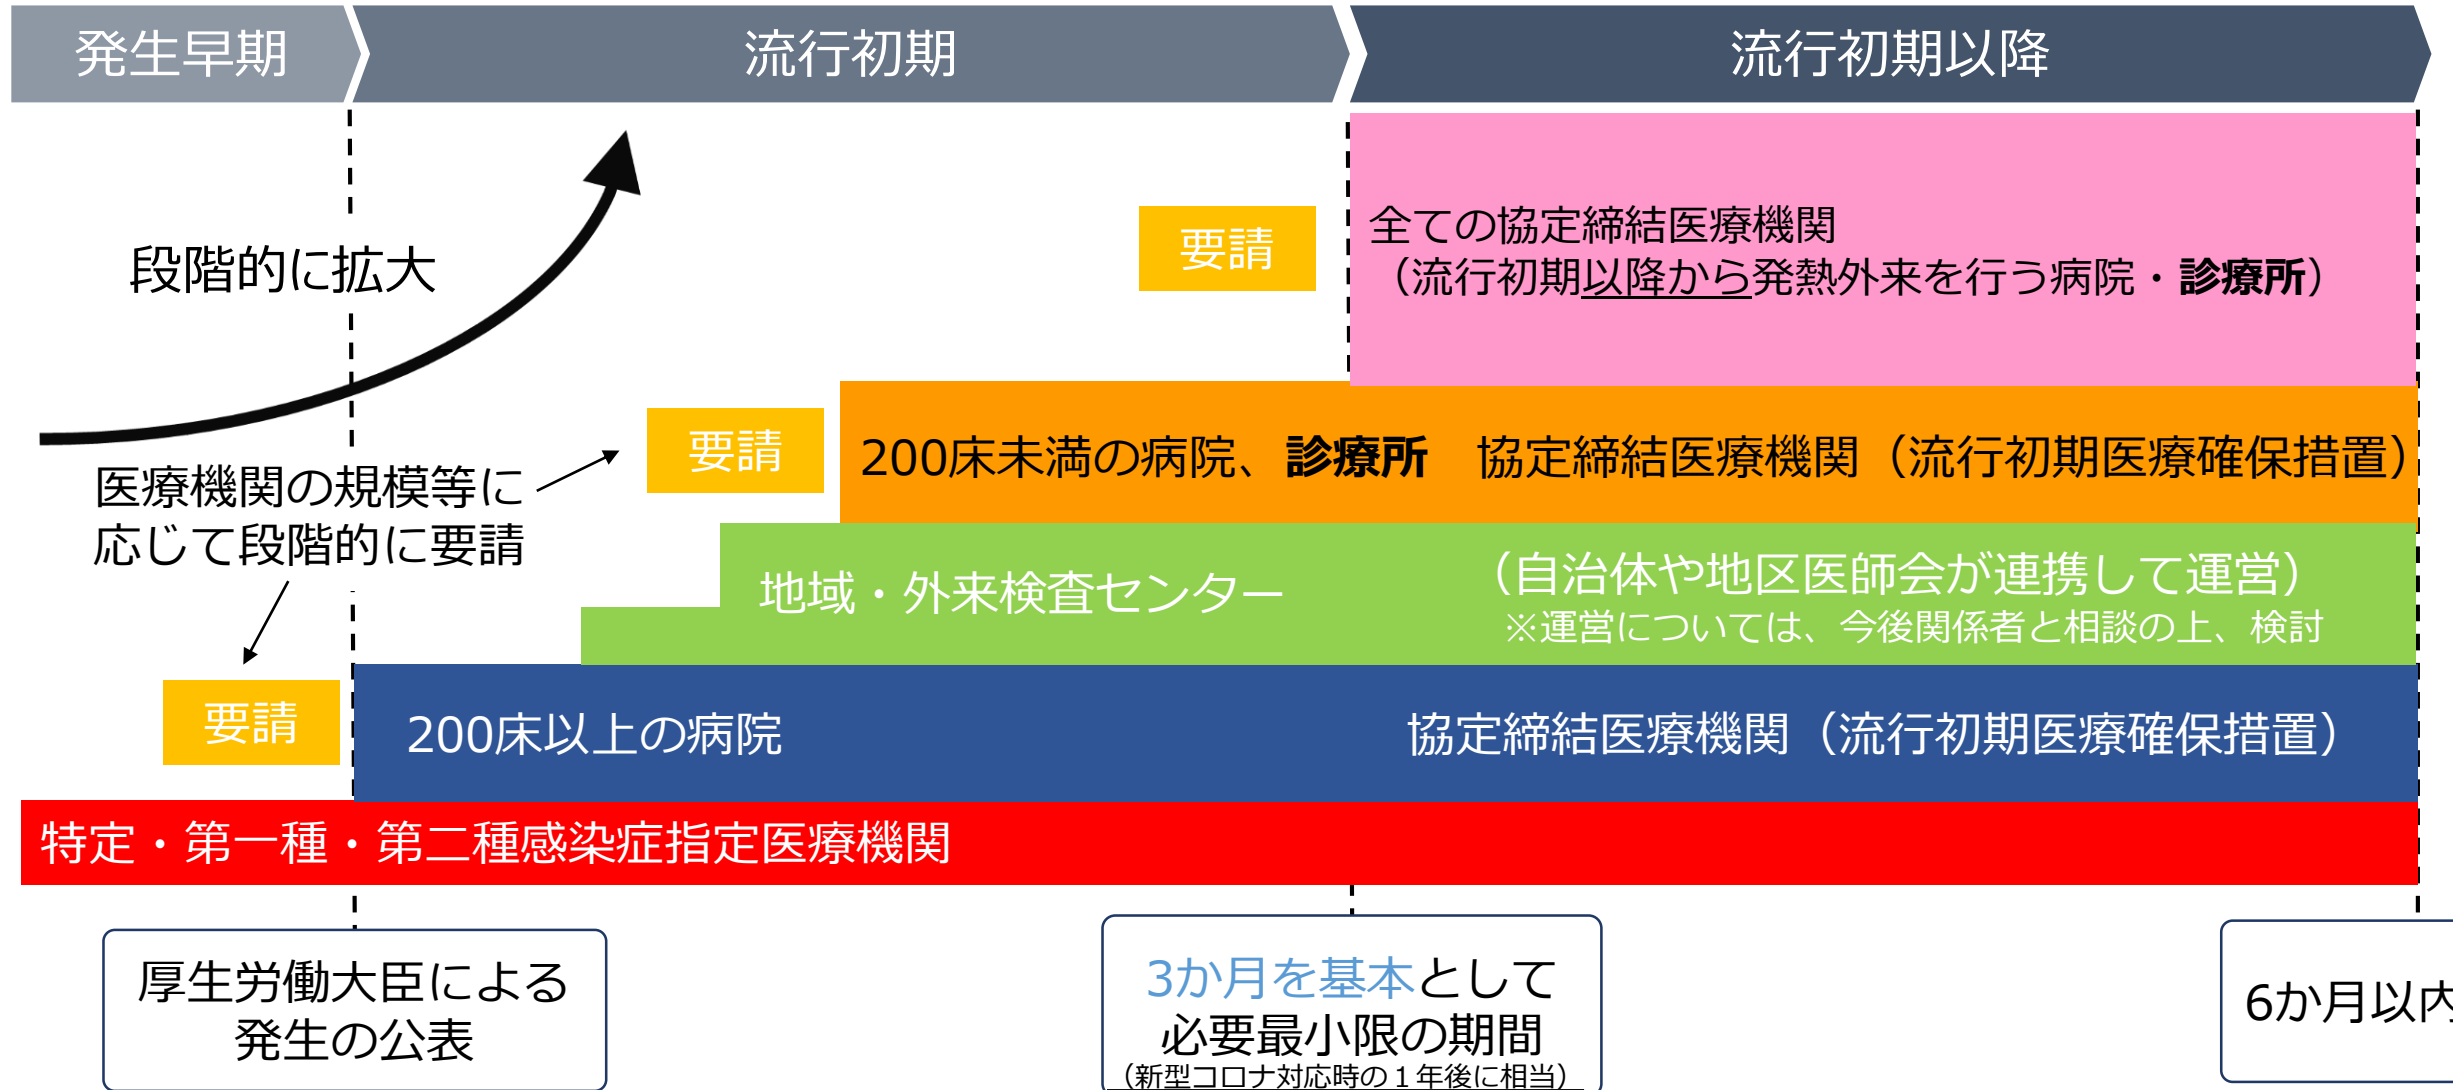 発生早期
流行初期
流行初期以降
段階的に拡大
要請
全ての協定締結医療機関
（流行初期以降から発熱外来を行う病院・診療所）
医療機関の規模等に
応じて段階的に要請
要請
200床未満の病院、診療所　協定締結医療機関（流行初期医療確保措置）
地域・外来検査センター
（自治体や地区医師会が連携して運営）
※運営については、今後関係者と相談の上、検討
要請
200床以上の病院
協定締結医療機関（流行初期医療確保措置）
特定・第一種・第二種感染症指定医療機関
厚生労働大臣による
発生の公表
3か月を基本として
必要最小限の期間
（新型コロナ対応時の１年後に相当）
6か月以内